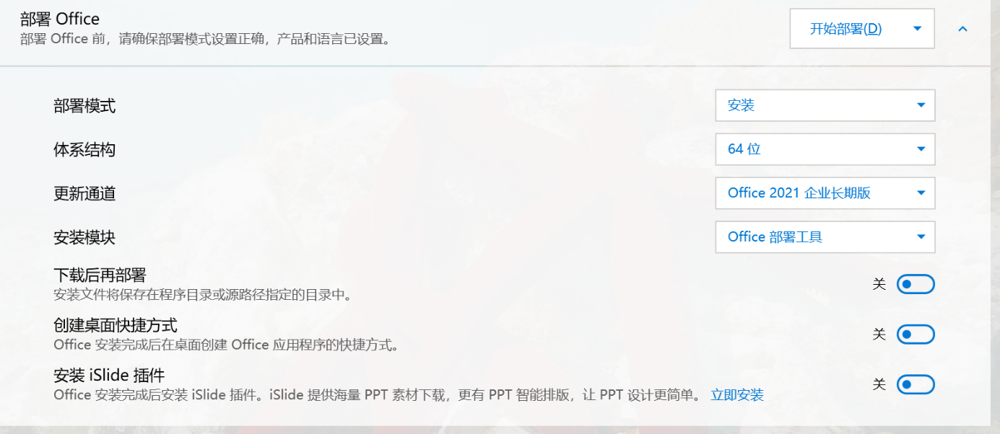 部署 Office
部署 Office 前，请确保部署模式设置正确，产品和语言已设置。
开始部署(D)
部署模式
安装
体系结构
64 位
更新通道
Office 2021 企业长期版
安装模块
Office 部署工具
下载后再部署
安装文件将保存在程序目录或源路径指定的目录中。
关
创建桌面快捷方式
Office 安装完成后在桌面创建 Office 应用程序的快捷方式。
关
安装 iSlide 插件
Office 安装完成后安装 iSlide 插件。iSlide 提供海量 PPT 素材下载，更有 PPT 智能排版，让 PPT 设计更简单。 立即安装
关